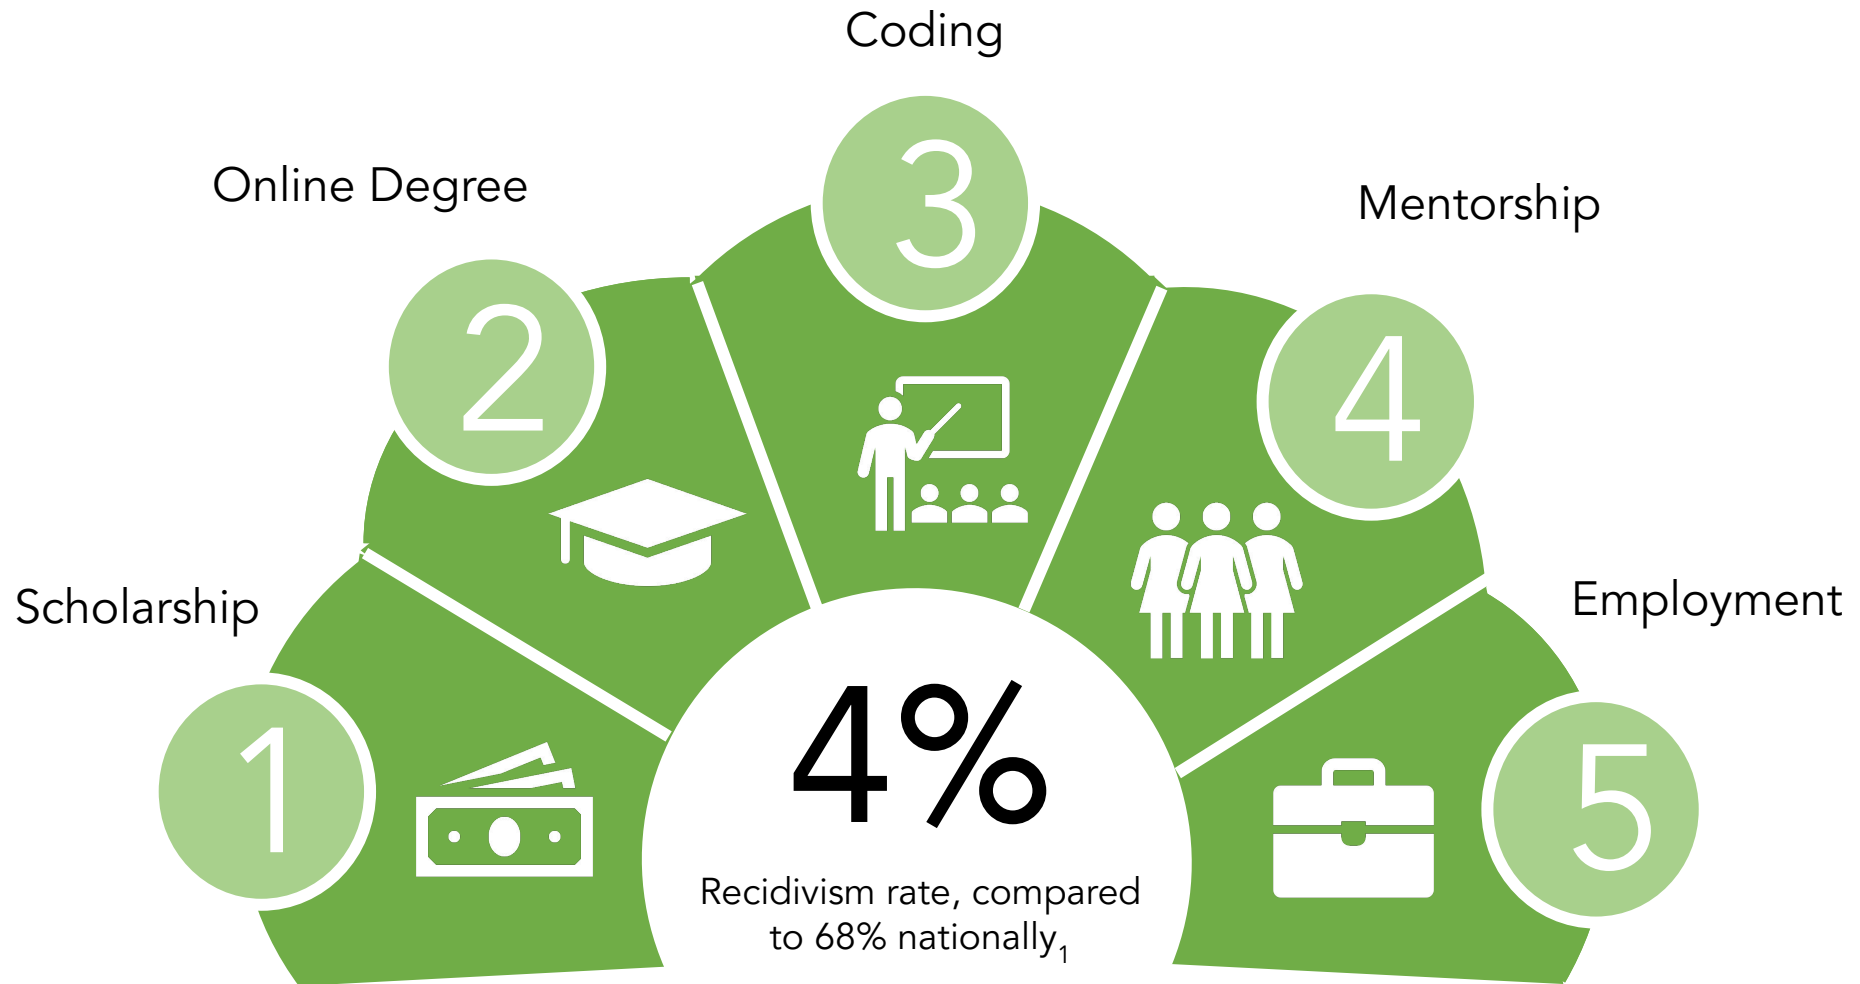 Coding
3
Online Degree
2
Mentorship
4
Scholarship
1
Employment
5
4%
Recidivism rate, compared
to 68% nationally1